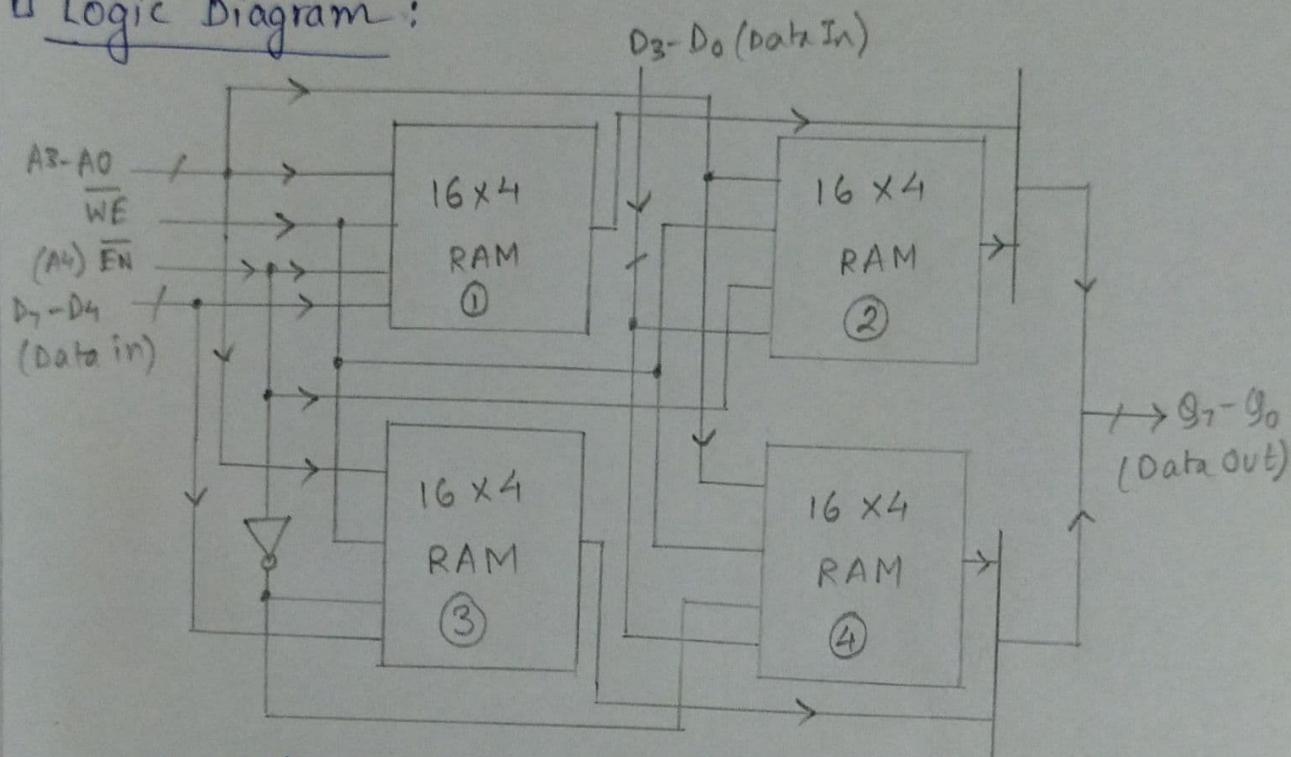 Logic Diagram:
D3-D0 (Data In)
A3-A0
WE
(A4) EN
D7-D4
(Data in)
16 x 4
RAM
①
16 x 4
RAM
②
16 x 4
RAM
③
16 x 4
RAM
④
Q7-Q0
(Data Out)